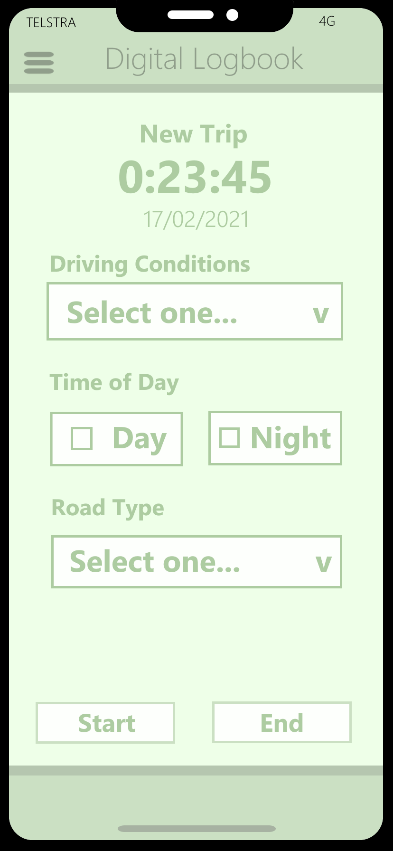 TELSTRA 4G
Digital Logbook
New Trip
0:23:45
17/02/2021
Driving Conditions
Select one... v
Time of Day
Day Night
Road Type
Select one... v
Start End